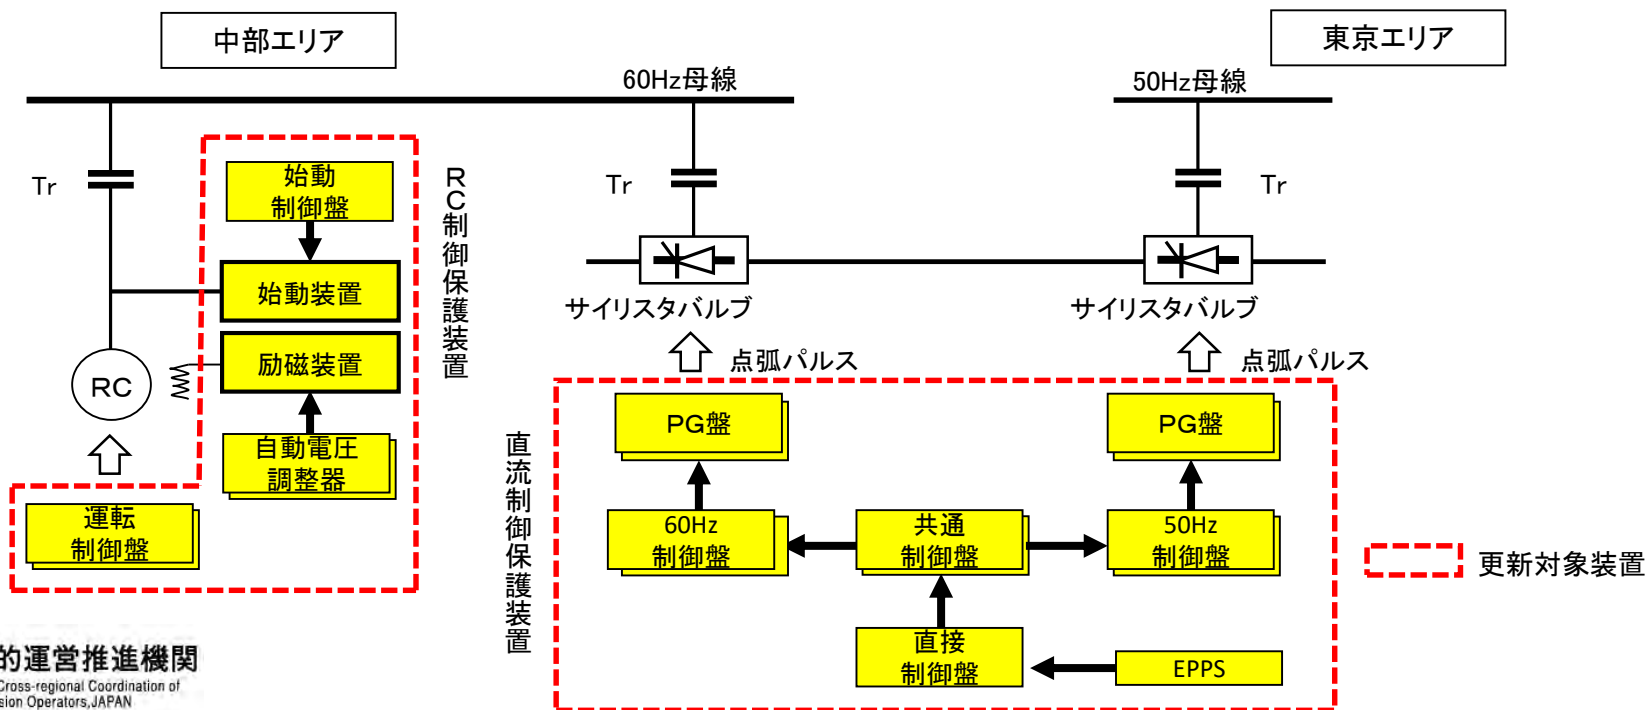 中部エリア
東京エリア
60Hz母線
50Hz母線
Tr
Tr
Tr
始動
制御盤
始動装置
励磁装置
自動電圧
調整器
RC
運転
制御盤
RC制御保護装置
サイリスタバルブ
サイリスタバルブ
点弧パルス
点弧パルス
PG盤
PG盤
60Hz
制御盤
共通
制御盤
50Hz
制御盤
直接
制御盤
EPPS
直流制御保護装置
更新対象装置
的運営推進機関
Cross-regional Coordination of
sion Operators,JAPAN